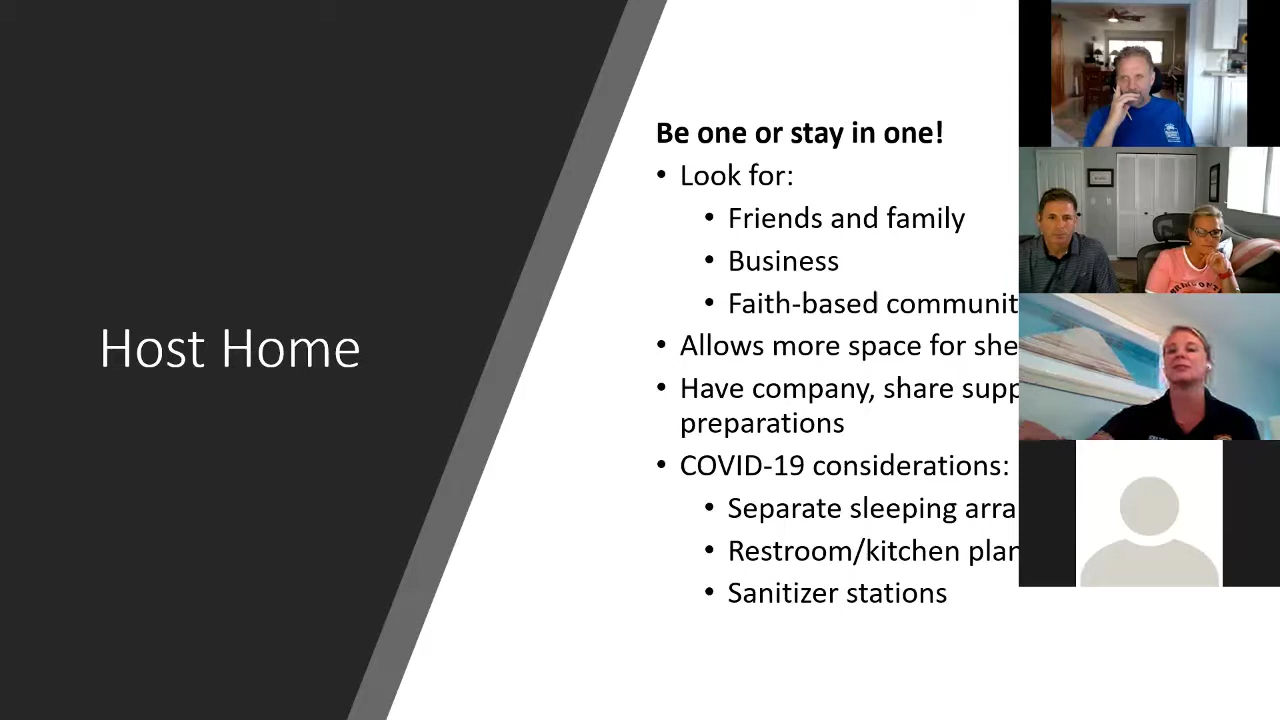 Host Home
Be one or stay in one!
• Look for:
• Friends and family
• Business
• Faith-based communit
• Allows more space for she
• Have company, share supp
preparations
• COVID-19 considerations:
• Separate sleeping arra
• Restroom/kitchen plan
• Sanitizer stations